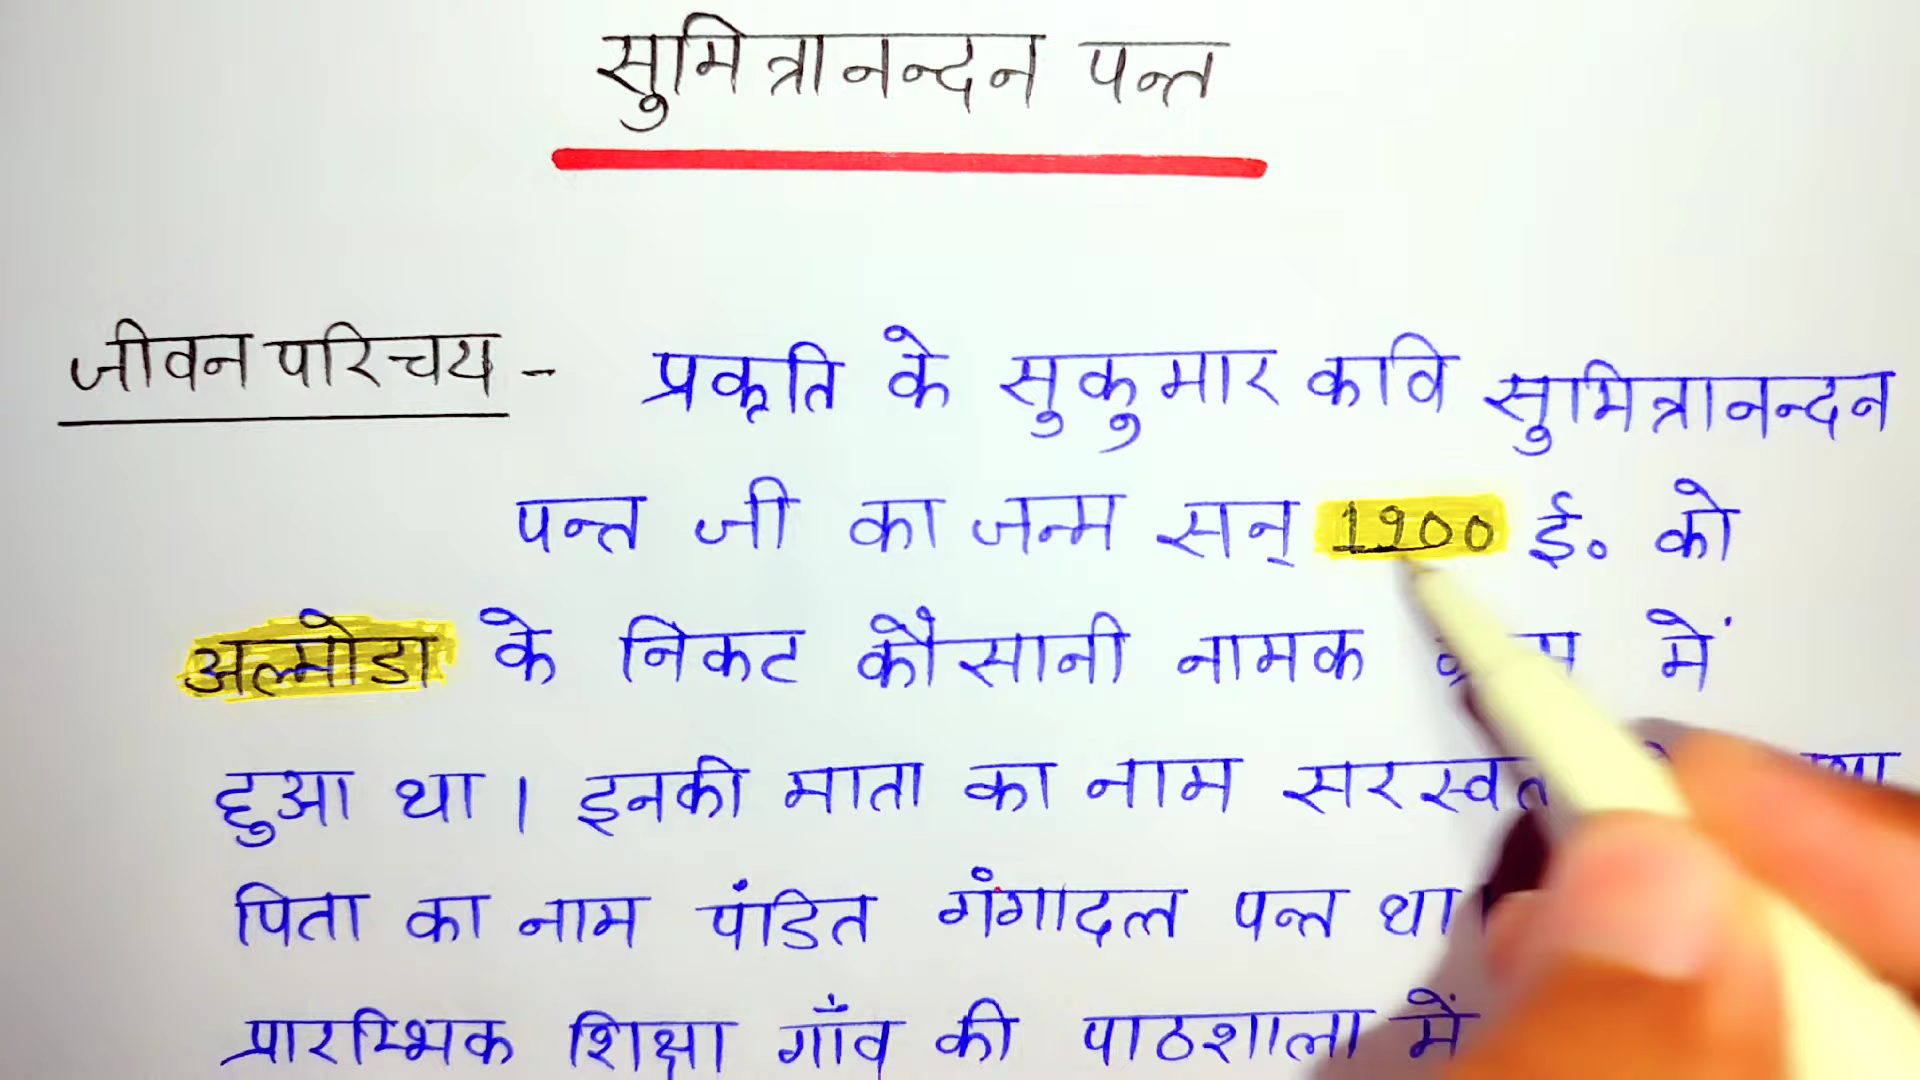 सुमित्रानन्दन पन्त
जीवन परिचय - प्रकृति के सुकुमार कवि सुमित्रानन्दन
पन्त जी का जन्म सन् 1900 ई० को
अल्मोडा के निकट कौसानी नामक में
हुआ था। इनकी माता का नाम
पिता का नाम पंडित गंगादत्त पन्त था।
प्रारम्भिक शिक्षा गाँव की पाठशाला में